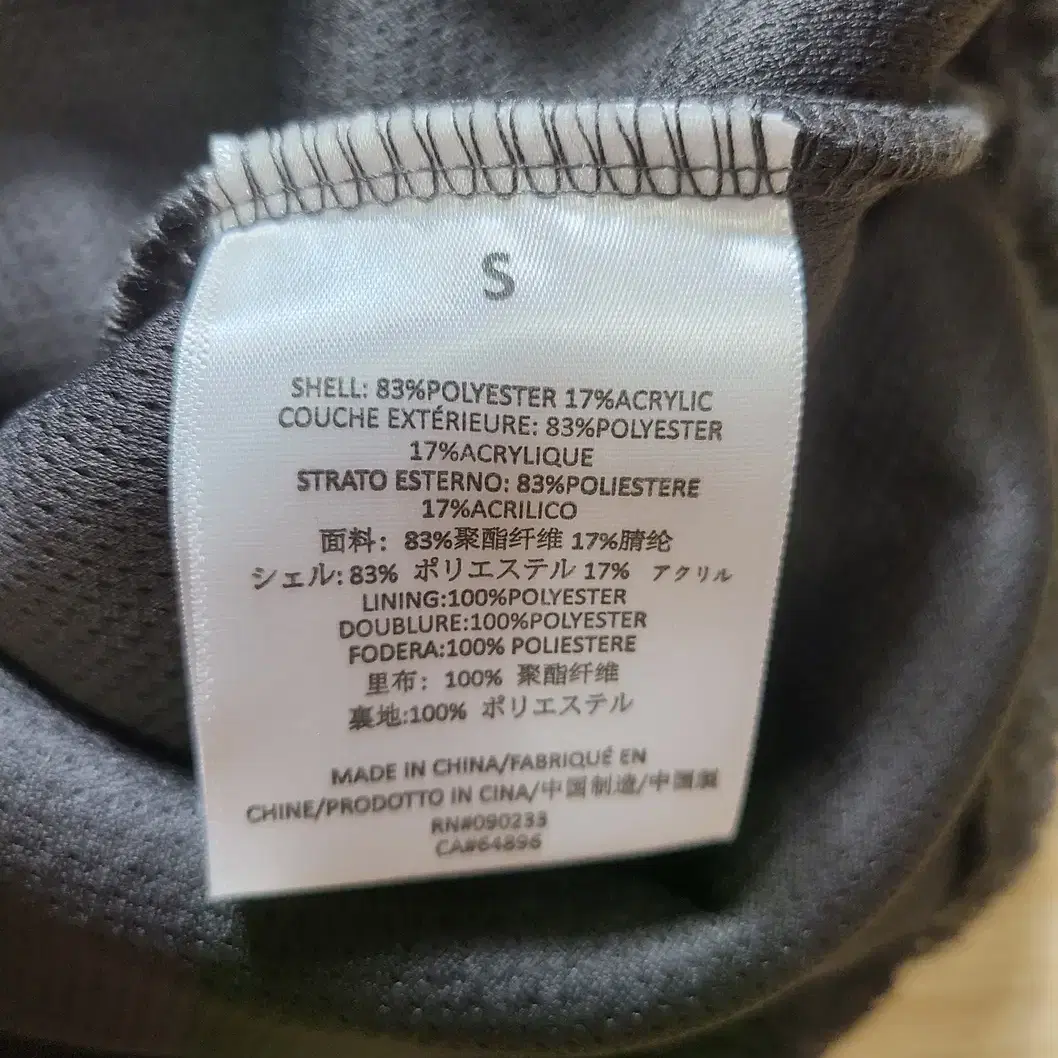 S
SHELL: 83%POLYESTER 17%ACRYLIC
COUCHE EXTÉRIEURE: 83%POLYESTER
17%ACRYLIQUE
STRATO ESTERNO: 83%POLIESTERE
17%ACRILICO
面料: 83%聚酯纤维 17%腈纶
シェル: 83% ポリエステル 17% アクリル
LINING:100%POLYESTER
DOUBLURE:100%POLYESTER
FODERA:100% POLIESTERE
里布: 100% 聚酯纤维
裏地:100% ポリエステル
MADE IN CHINA/FABRIQUÉ EN
CHINE/PRODOTTO IN CINA/中国制造/中国製
RN#090233
CA#64896